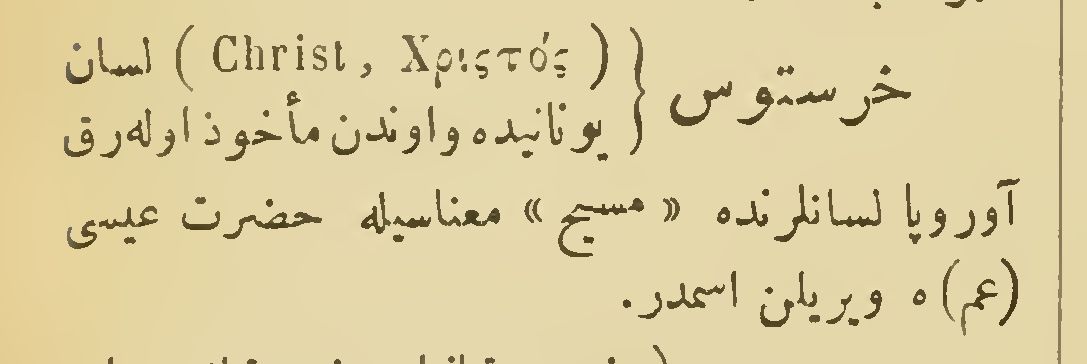 خرستوس { ( Christ, Χριστός ) لسان
یونانیده واوندن مأخوذ اوله‌رق
آوروپا لسانلرنده « مسیح » معناسیله حضرت عیسی
(عم) ه ویریلن اسمدر.